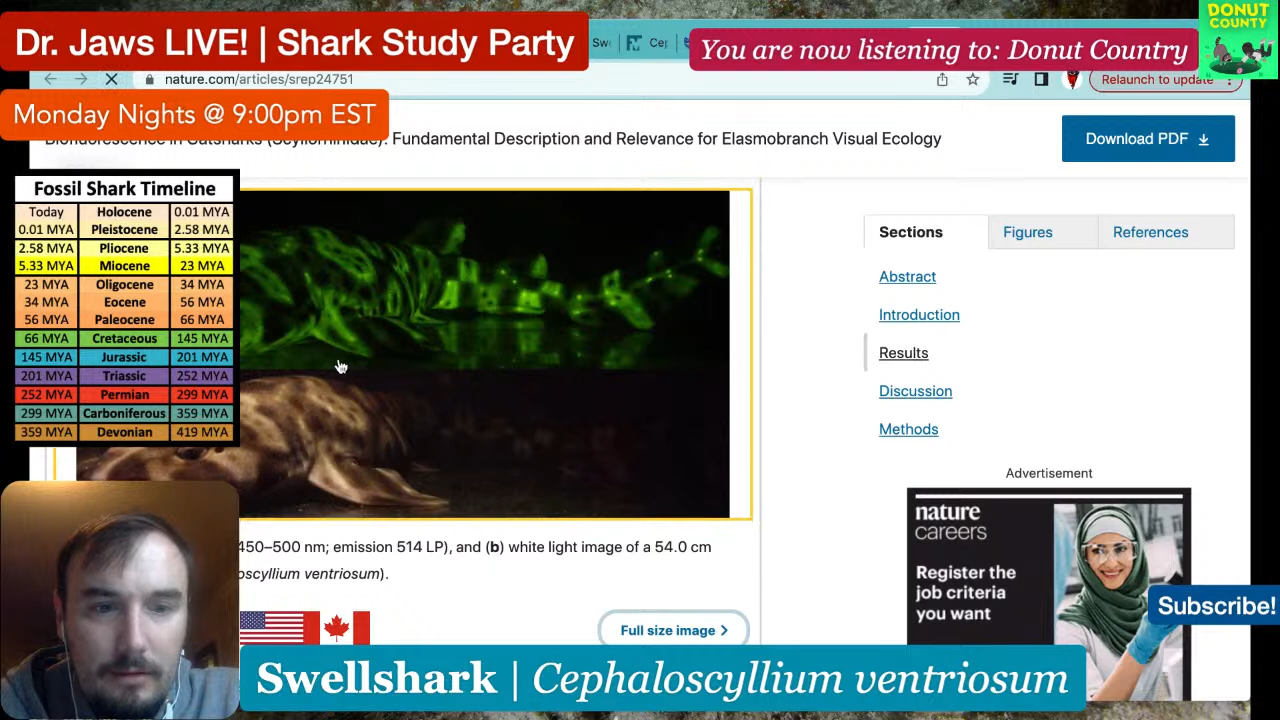 Dr. Jaws LIVE! | Shark Study Party
You are now listening to: Donut Country
DONUT
COUNTY
nature.com/articles/srep24751
Relaunch to update
Monday Nights @ 9:00pm EST
Fundamental Description and Relevance for Elasmobranch Visual Ecology
Download PDF
Fossil Shark Timeline
Today Holocene 0.01 MYA
0.01 MYA Pleistocene 2.58 MYA
2.58 MYA Pliocene 5.33 MYA
5.33 MYA Miocene 23 MYA
23 MYA Oligocene 34 MYA
34 MYA Eocene 56 MYA
56 MYA Paleocene 66 MYA
66 MYA Cretaceous 145 MYA
145 MYA Jurassic 201 MYA
201 MYA Triassic 252 MYA
252 MYA Permian 299 MYA
299 MYA Carboniferous 359 MYA
359 MYA Devonian 419 MYA
Sections Figures References
Abstract
Introduction
Results
Discussion
Methods
Advertisement
nature
careers
Register the
job criteria
you want
450–500 nm; emission 514 LP), and (b) white light image of a 54.0 cm
oscyllium ventriosum).
Full size image
Subscribe!
Swellshark | Cephaloscyllium ventriosum